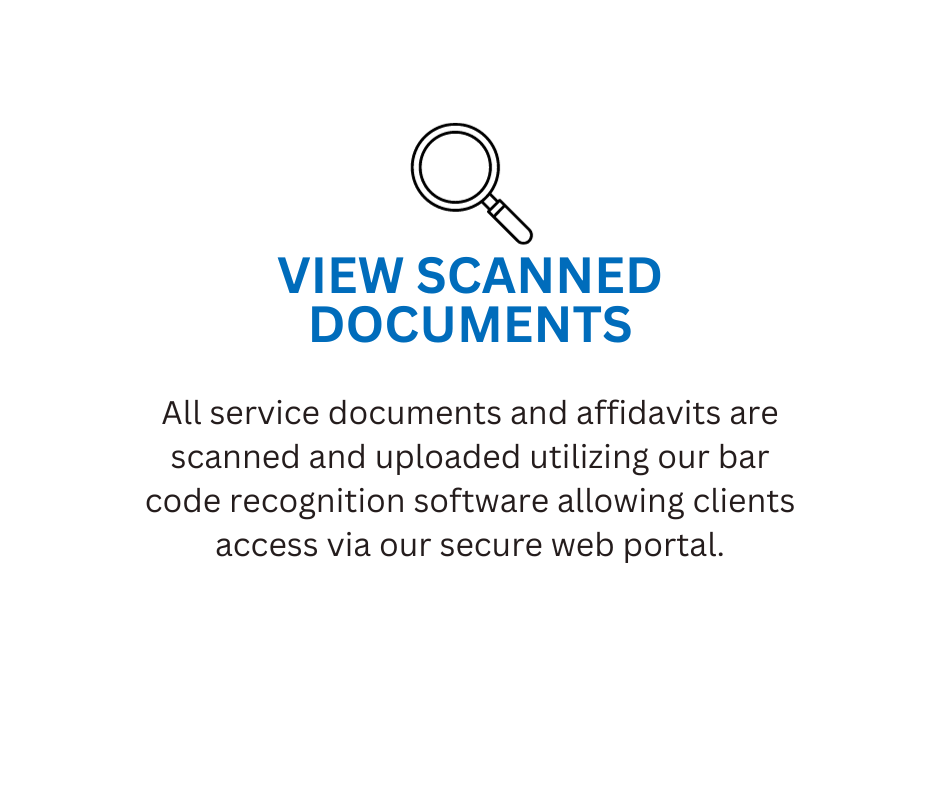 VIEW SCANNED
DOCUMENTS
All service documents and affidavits are
scanned and uploaded utilizing our bar
code recognition software allowing clients
access via our secure web portal.